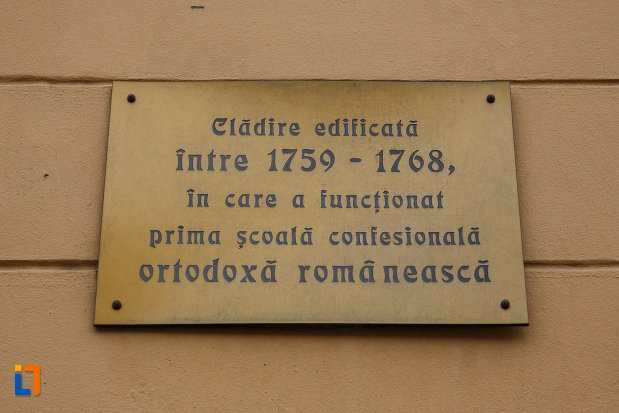 Clădire edificată
între 1759 - 1768,
în care a funcționat
prima școală confesională
ortodoxă românească